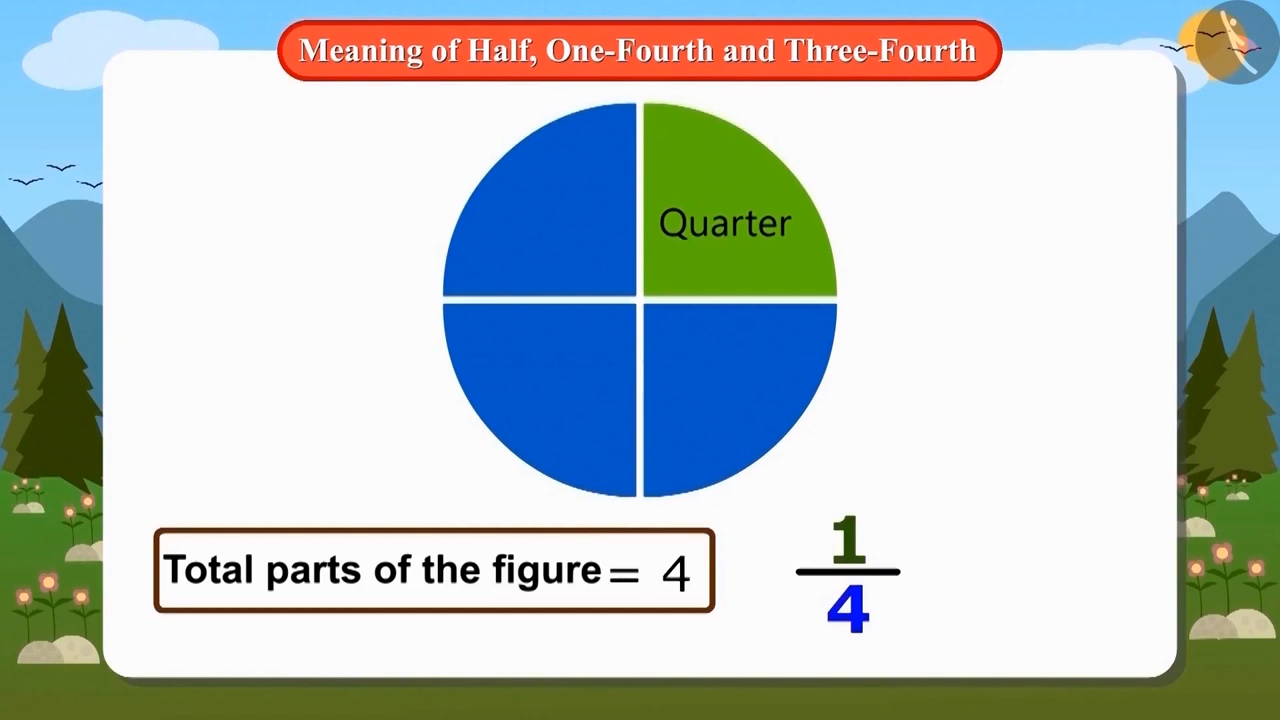 Meaning of Half, One-Fourth and Three-Fourth
Quarter
Total parts of the figure = 4
1
4